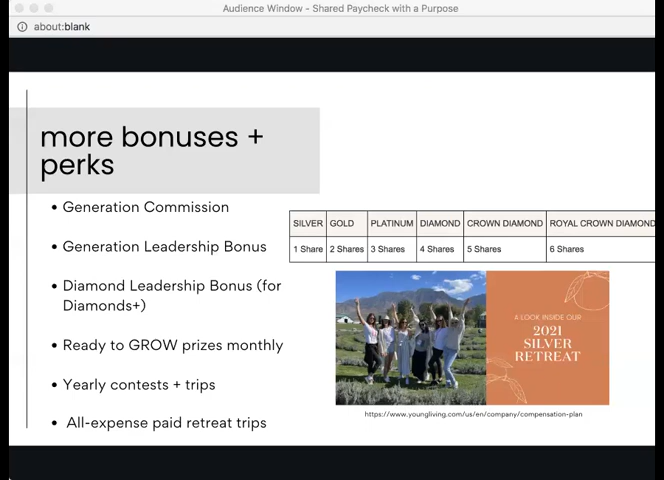 Audience Window - Shared Paycheck with a Purpose
about:blank
more bonuses +
perks
• Generation Commission
• Generation Leadership Bonus
• Diamond Leadership Bonus (for
Diamonds+)
• Ready to GROW prizes monthly
• Yearly contests + trips
• All-expense paid retreat trips
SILVER GOLD PLATINUM DIAMOND CROWN DIAMOND ROYAL CROWN DIAMOND
1 Share 2 Shares 3 Shares 4 Shares 5 Shares 6 Shares
A LOOK INSIDE OUR
2021
SILVER
RETREAT
https://www.youngliving.com/us/en/company/compensation-plan